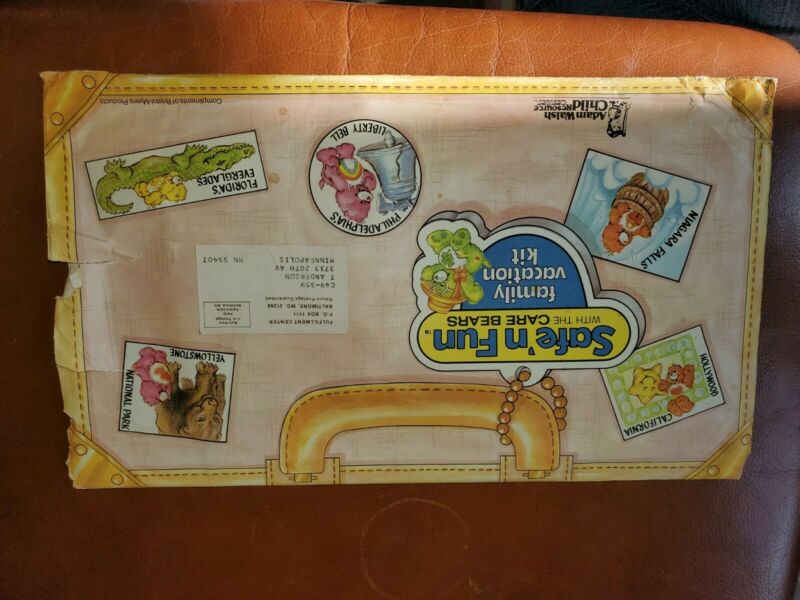 Safe 'n Fun™
WITH THE CARE BEARS
family
vacation
kit
CALIFORNIA
HOLLYWOOD
YELLOWSTONE
NATIONAL PARK
FULFILLMENT CENTER
P.O. BOX 1111
BALTIMORE, MD 21268
Return Postage Guaranteed
C49-359
T ANDERSON
3733 20TH AV
MINNEAPOLIS MN 55407
NIAGARA FALLS
PHILADELPHIA'S
LIBERTY BELL
FLORIDA'S
EVERGLADES
Adam Walsh
Child Resource
Center
Compliments of Bristol-Myers Products